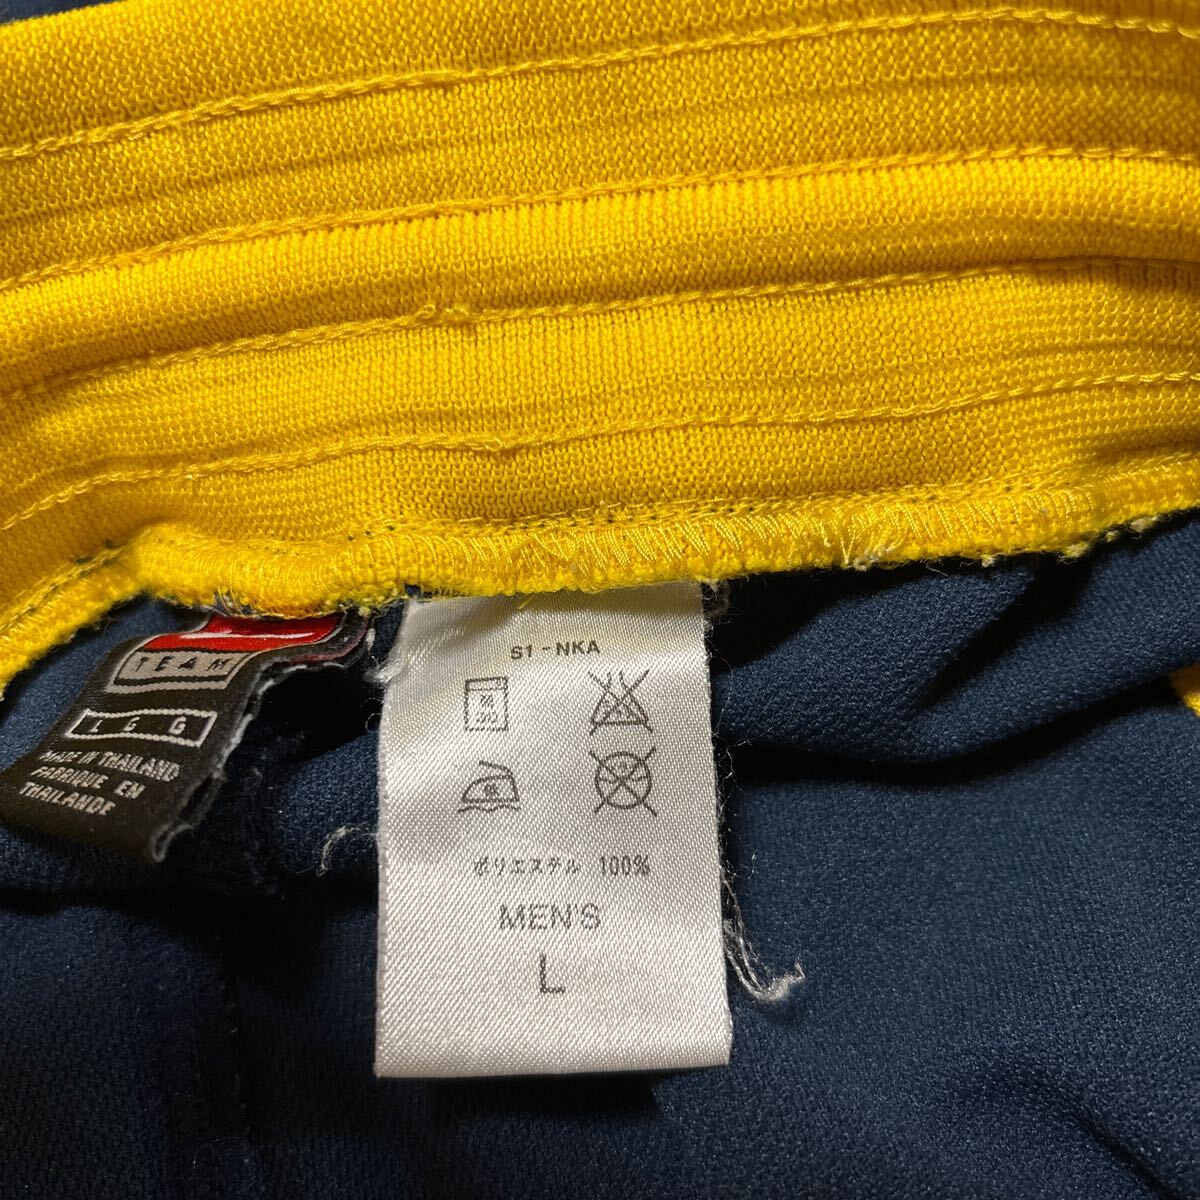 TEAM
L G G
MADE IN THAILAND
FABRIQUE EN
THAILANDE
S1-NKA
ポリエステル 100%
MEN'S
L